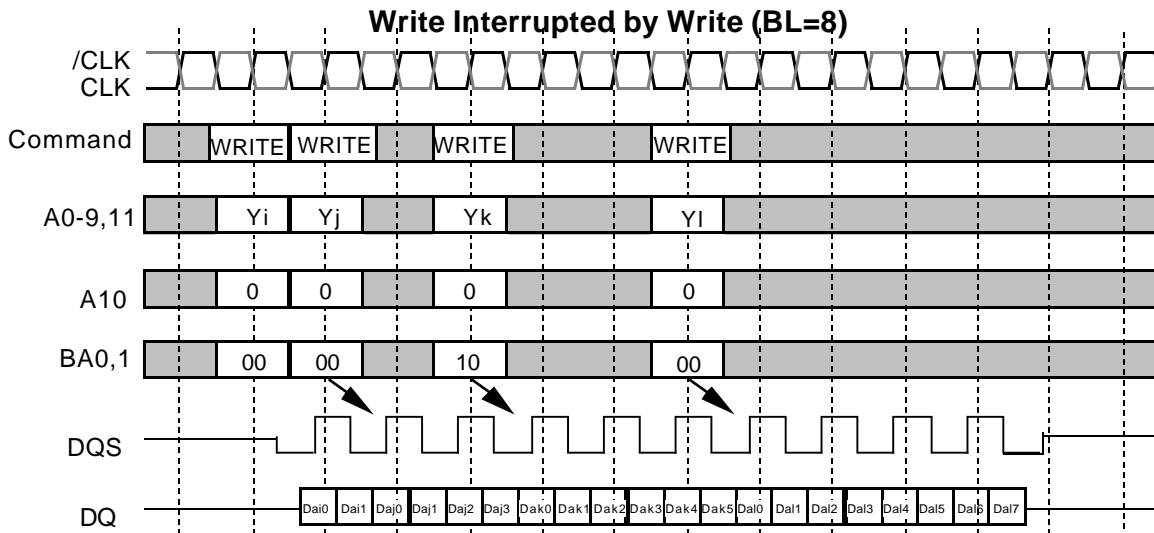 Write Interrupted by Write (BL=8)
/CLK
CLK
Command WRITE WRITE WRITE WRITE
A0-9,11 Yi Yj Yk Yl
A10 0 0 0 0
BA0,1 00 00 10 00
DQS
DQ Dai0 Dai1 Daj0 Daj1 Daj2 Daj3 Dak0 Dak1 Dak2 Dak3 Dak4 Dak5 Dal0 Dal1 Dal2 Dal3 Dal4 Dal5 Dal6 Dal7